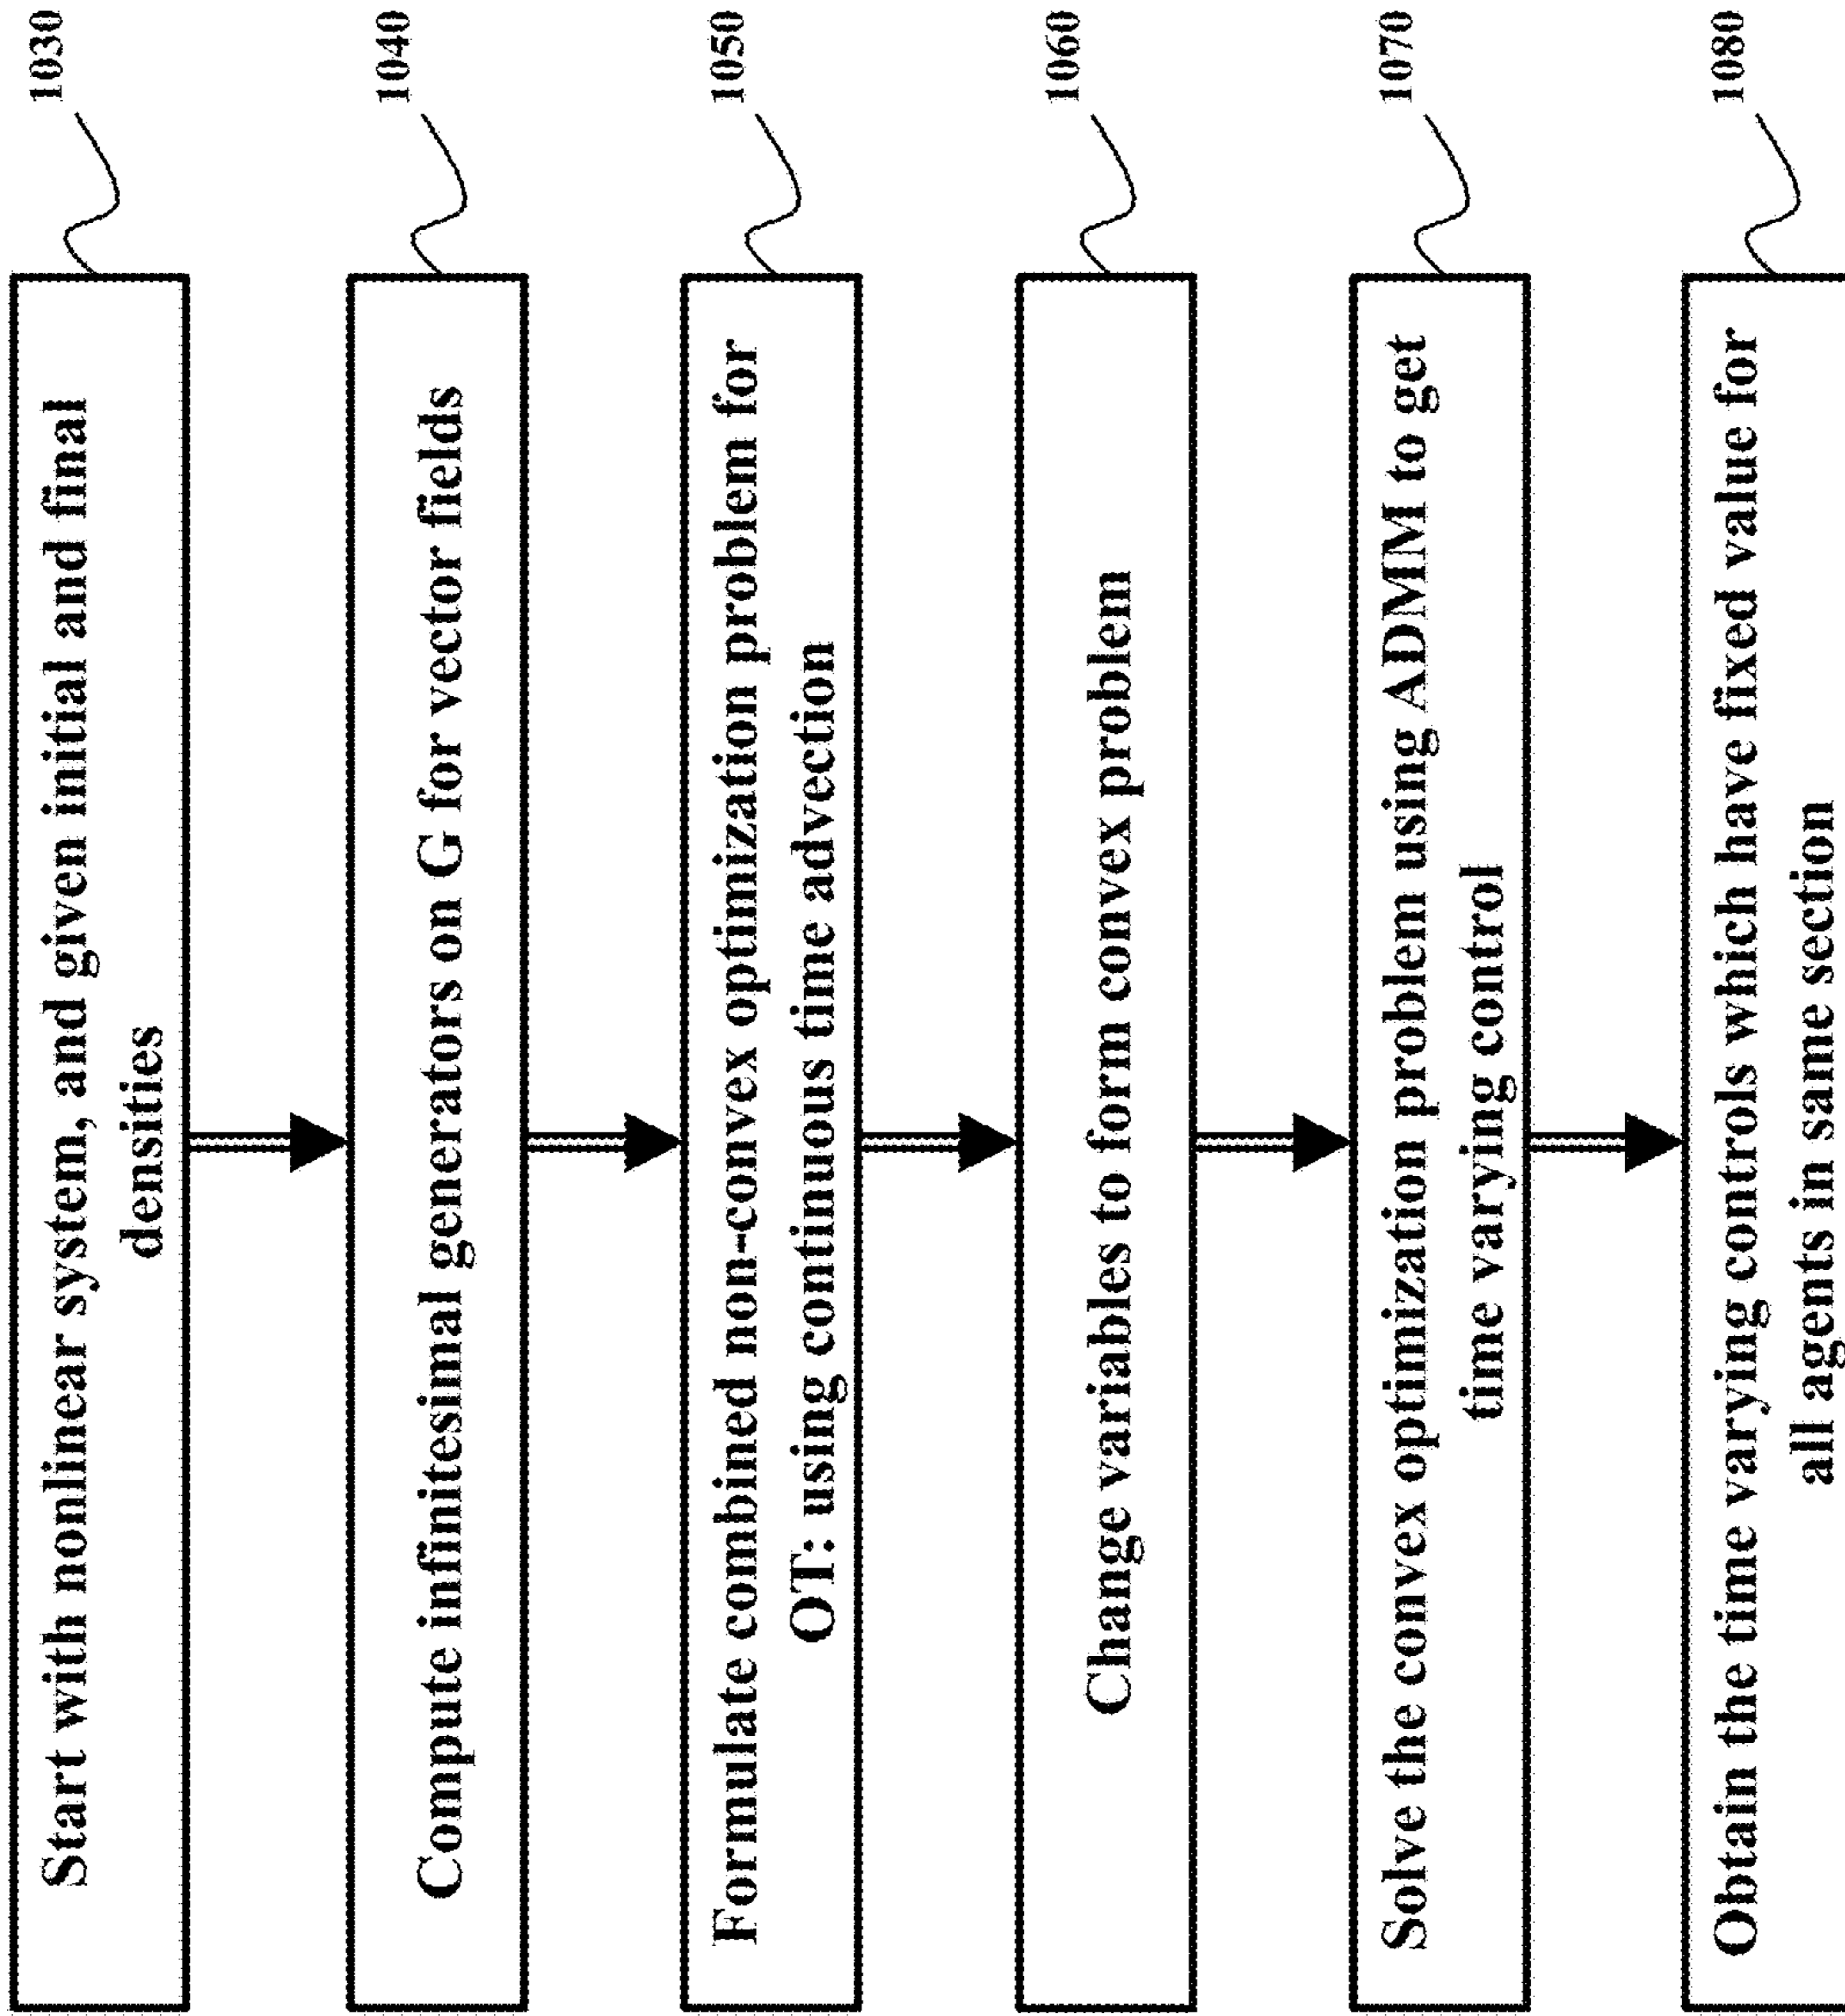 Start with nonlinear system, and given initial and final
densities
1030
Compute infinitesimal generators on G for vector fields
1040
Formulate combined non-convex optimization problem for
OT: using continuous time advection
1050
Change variables to form convex problem
1060
Solve the convex optimization problem using ADMM to get
time varying control
1070
Obtain the time varying controls which have fixed value for
all agents in same section
1080